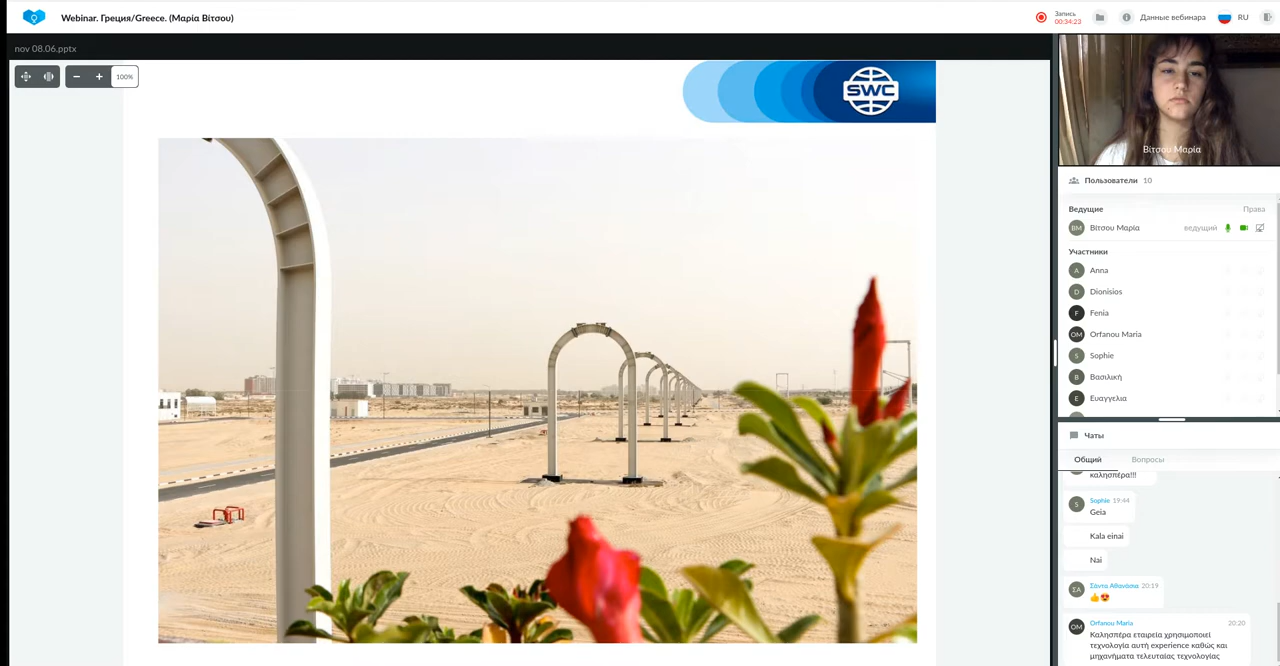 Webinar. Греция/Greece. (Μαρία Βίτσου)
Запись
00:34:23
Данные вебинара
RU
nov 08.06.pptx
100%
SWC
Βίτσου Μαρία
Пользователи 10
Ведущие Права
ΒΜ Βίτσου Μαρία ведущий
Участники
A Anna
D Dionisios
F Fenia
OM Orfanou Maria
S Sophie
Β Βασιλική
Ε Ευαγγελια
Чаты
Общий Вопросы
καλησπέρα!!!
S Sophie 19:44
Geia
Kala einai
Nai
ΣΑ Σάντα Αθανάσια 20:19
👍😍
OM Orfanou Maria 20:20
Καλησπέρα εταιρεία χρησιμοποιεί
τεχνολογία αυτή experience καθώς και
μηχανήματα τελευταίας τεχνολογίας